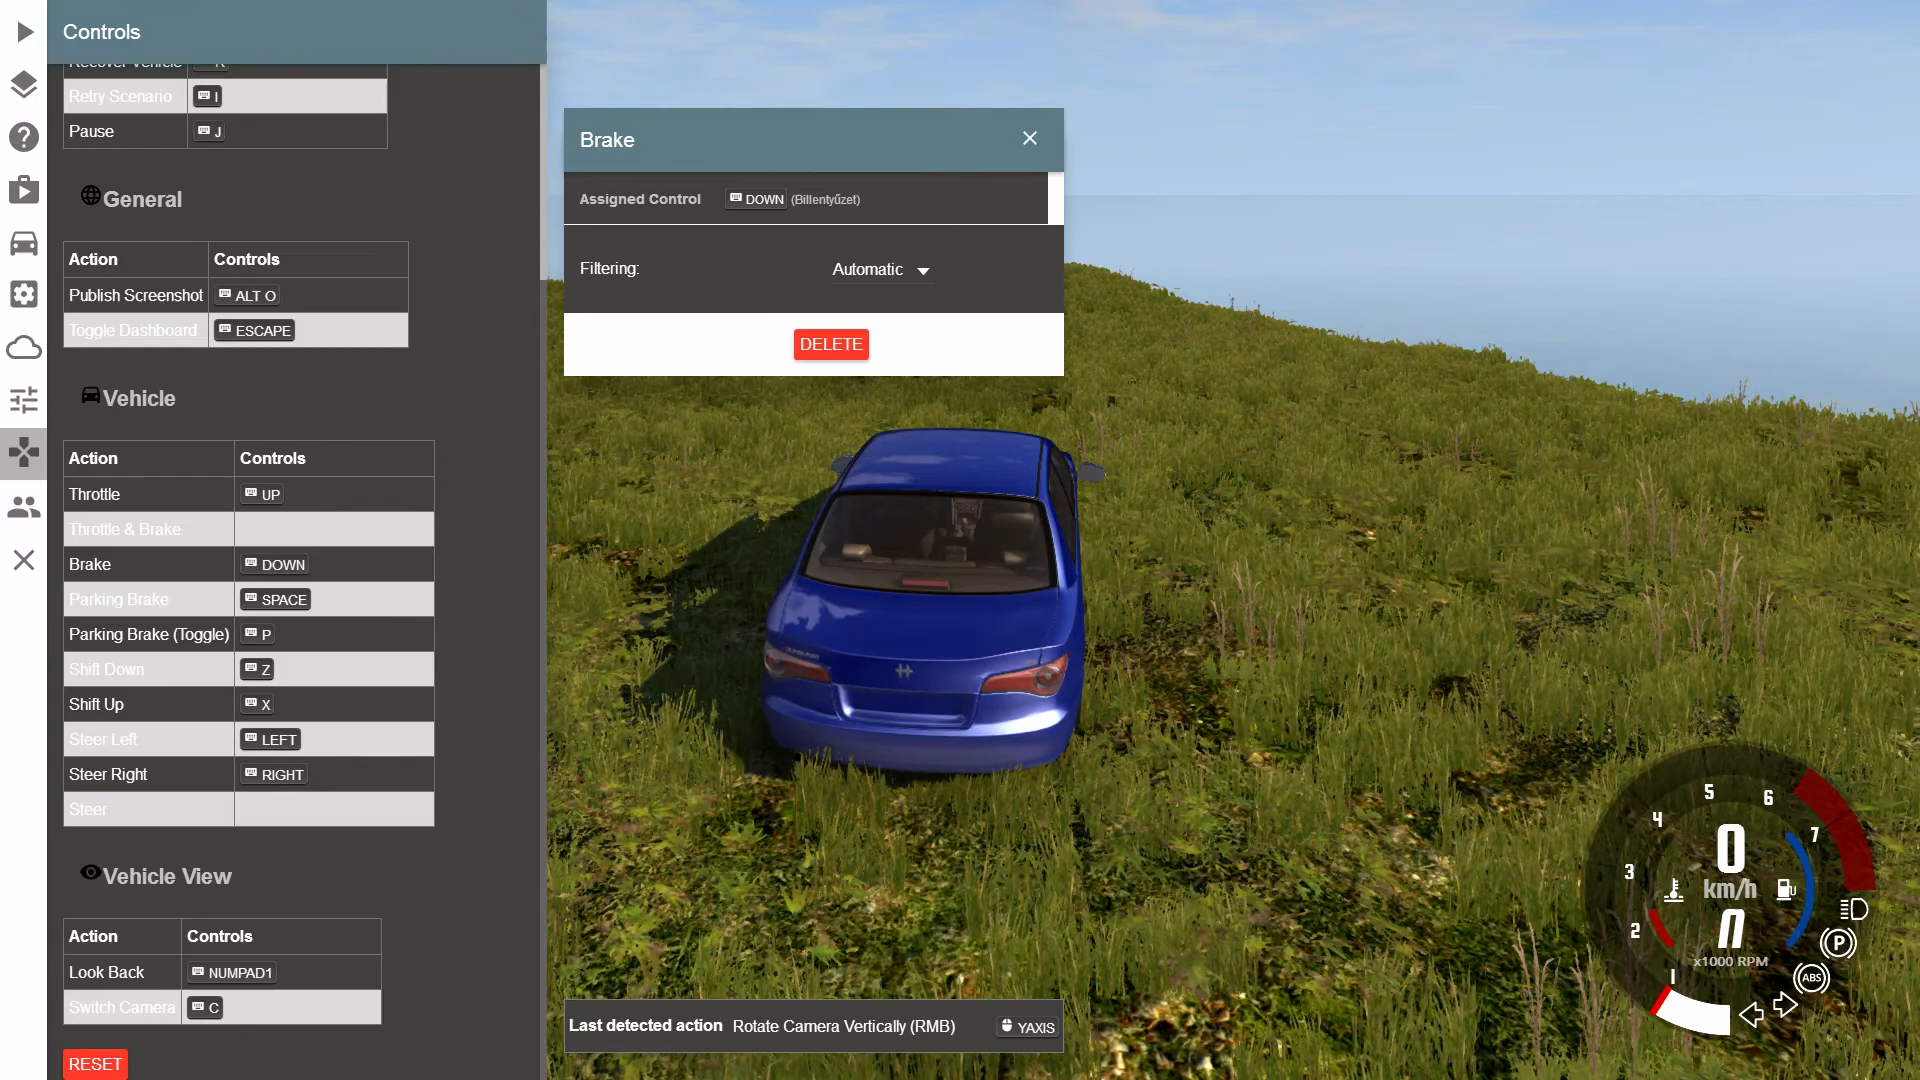 Controls
Recover Vehicle R
Retry Scenario I
Pause J
General
Action Controls
Publish Screenshot ALT O
Toggle Dashboard ESCAPE
Vehicle
Action Controls
Throttle UP
Throttle & Brake
Brake DOWN
Parking Brake SPACE
Parking Brake (Toggle) P
Shift Down Z
Shift Up X
Steer Left LEFT
Steer Right RIGHT
Steer
Vehicle View
Action Controls
Look Back NUMPAD1
Switch Camera C
RESET
Brake
Assigned Control DOWN (Billentyűzet)
Filtering: Automatic
DELETE
Last detected action Rotate Camera Vertically (RMB) YAXIS
5 6
4 7
3 0
km/h
2 0
x1000 RPM
1
P
ABS